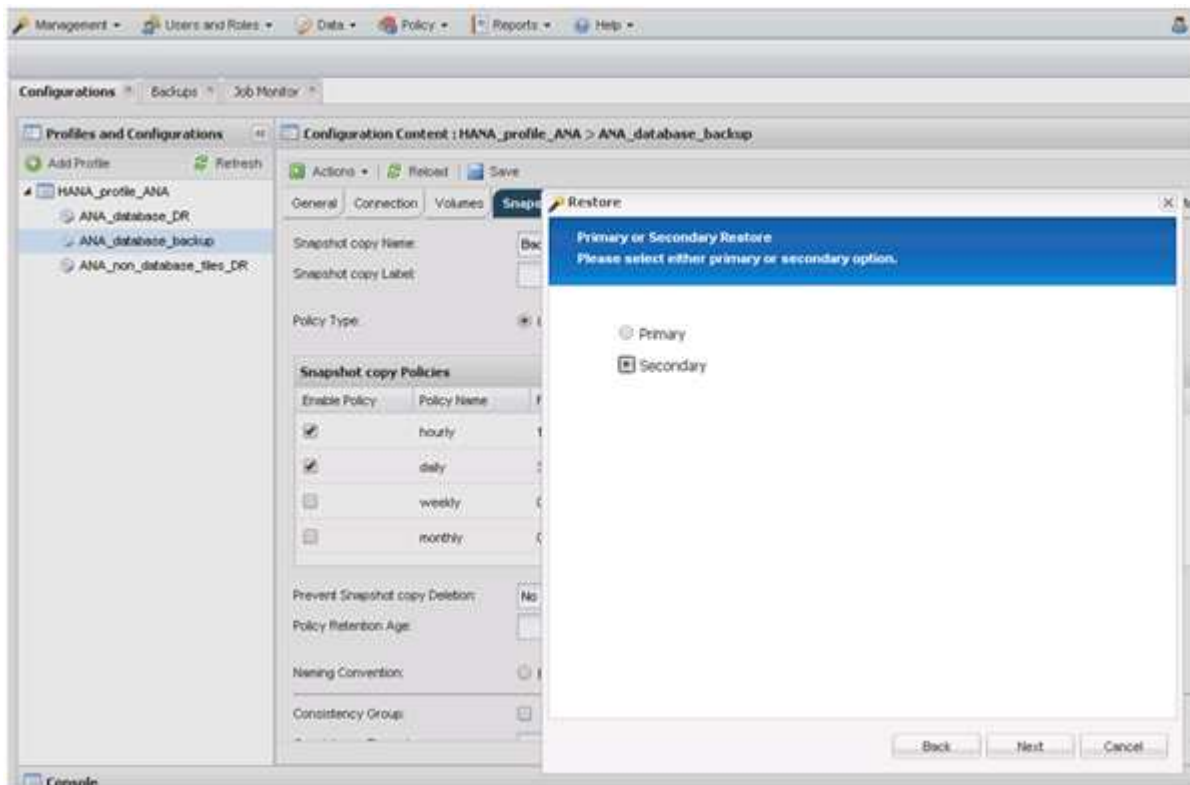 Management Users and Roles Data Policy Reports Help
Configurations Backups Job Monitor
Profiles and Configurations
Add Profile Refresh
HANA_profile_ANA
ANA_database_DR
ANA_database_backup
ANA_non_database_files_DR
Configuration Content : HANA_profile_ANA > ANA_database_backup
Actions Reload Save
General Connection Volumes Snaps
Snapshot copy Name: Bac
Snapshot copy Label:
Policy Type:
Snapshot copy Policies
Enable Policy Policy Name
hourly
daily
weekly
monthly
Prevent Snapshot copy Deletion: No
Policy Retention Age:
Naming Convention:
Consistency Group:
Restore
Primary or Secondary Restore
Please select either primary or secondary option.
Primary
Secondary
Back Next Cancel
Console